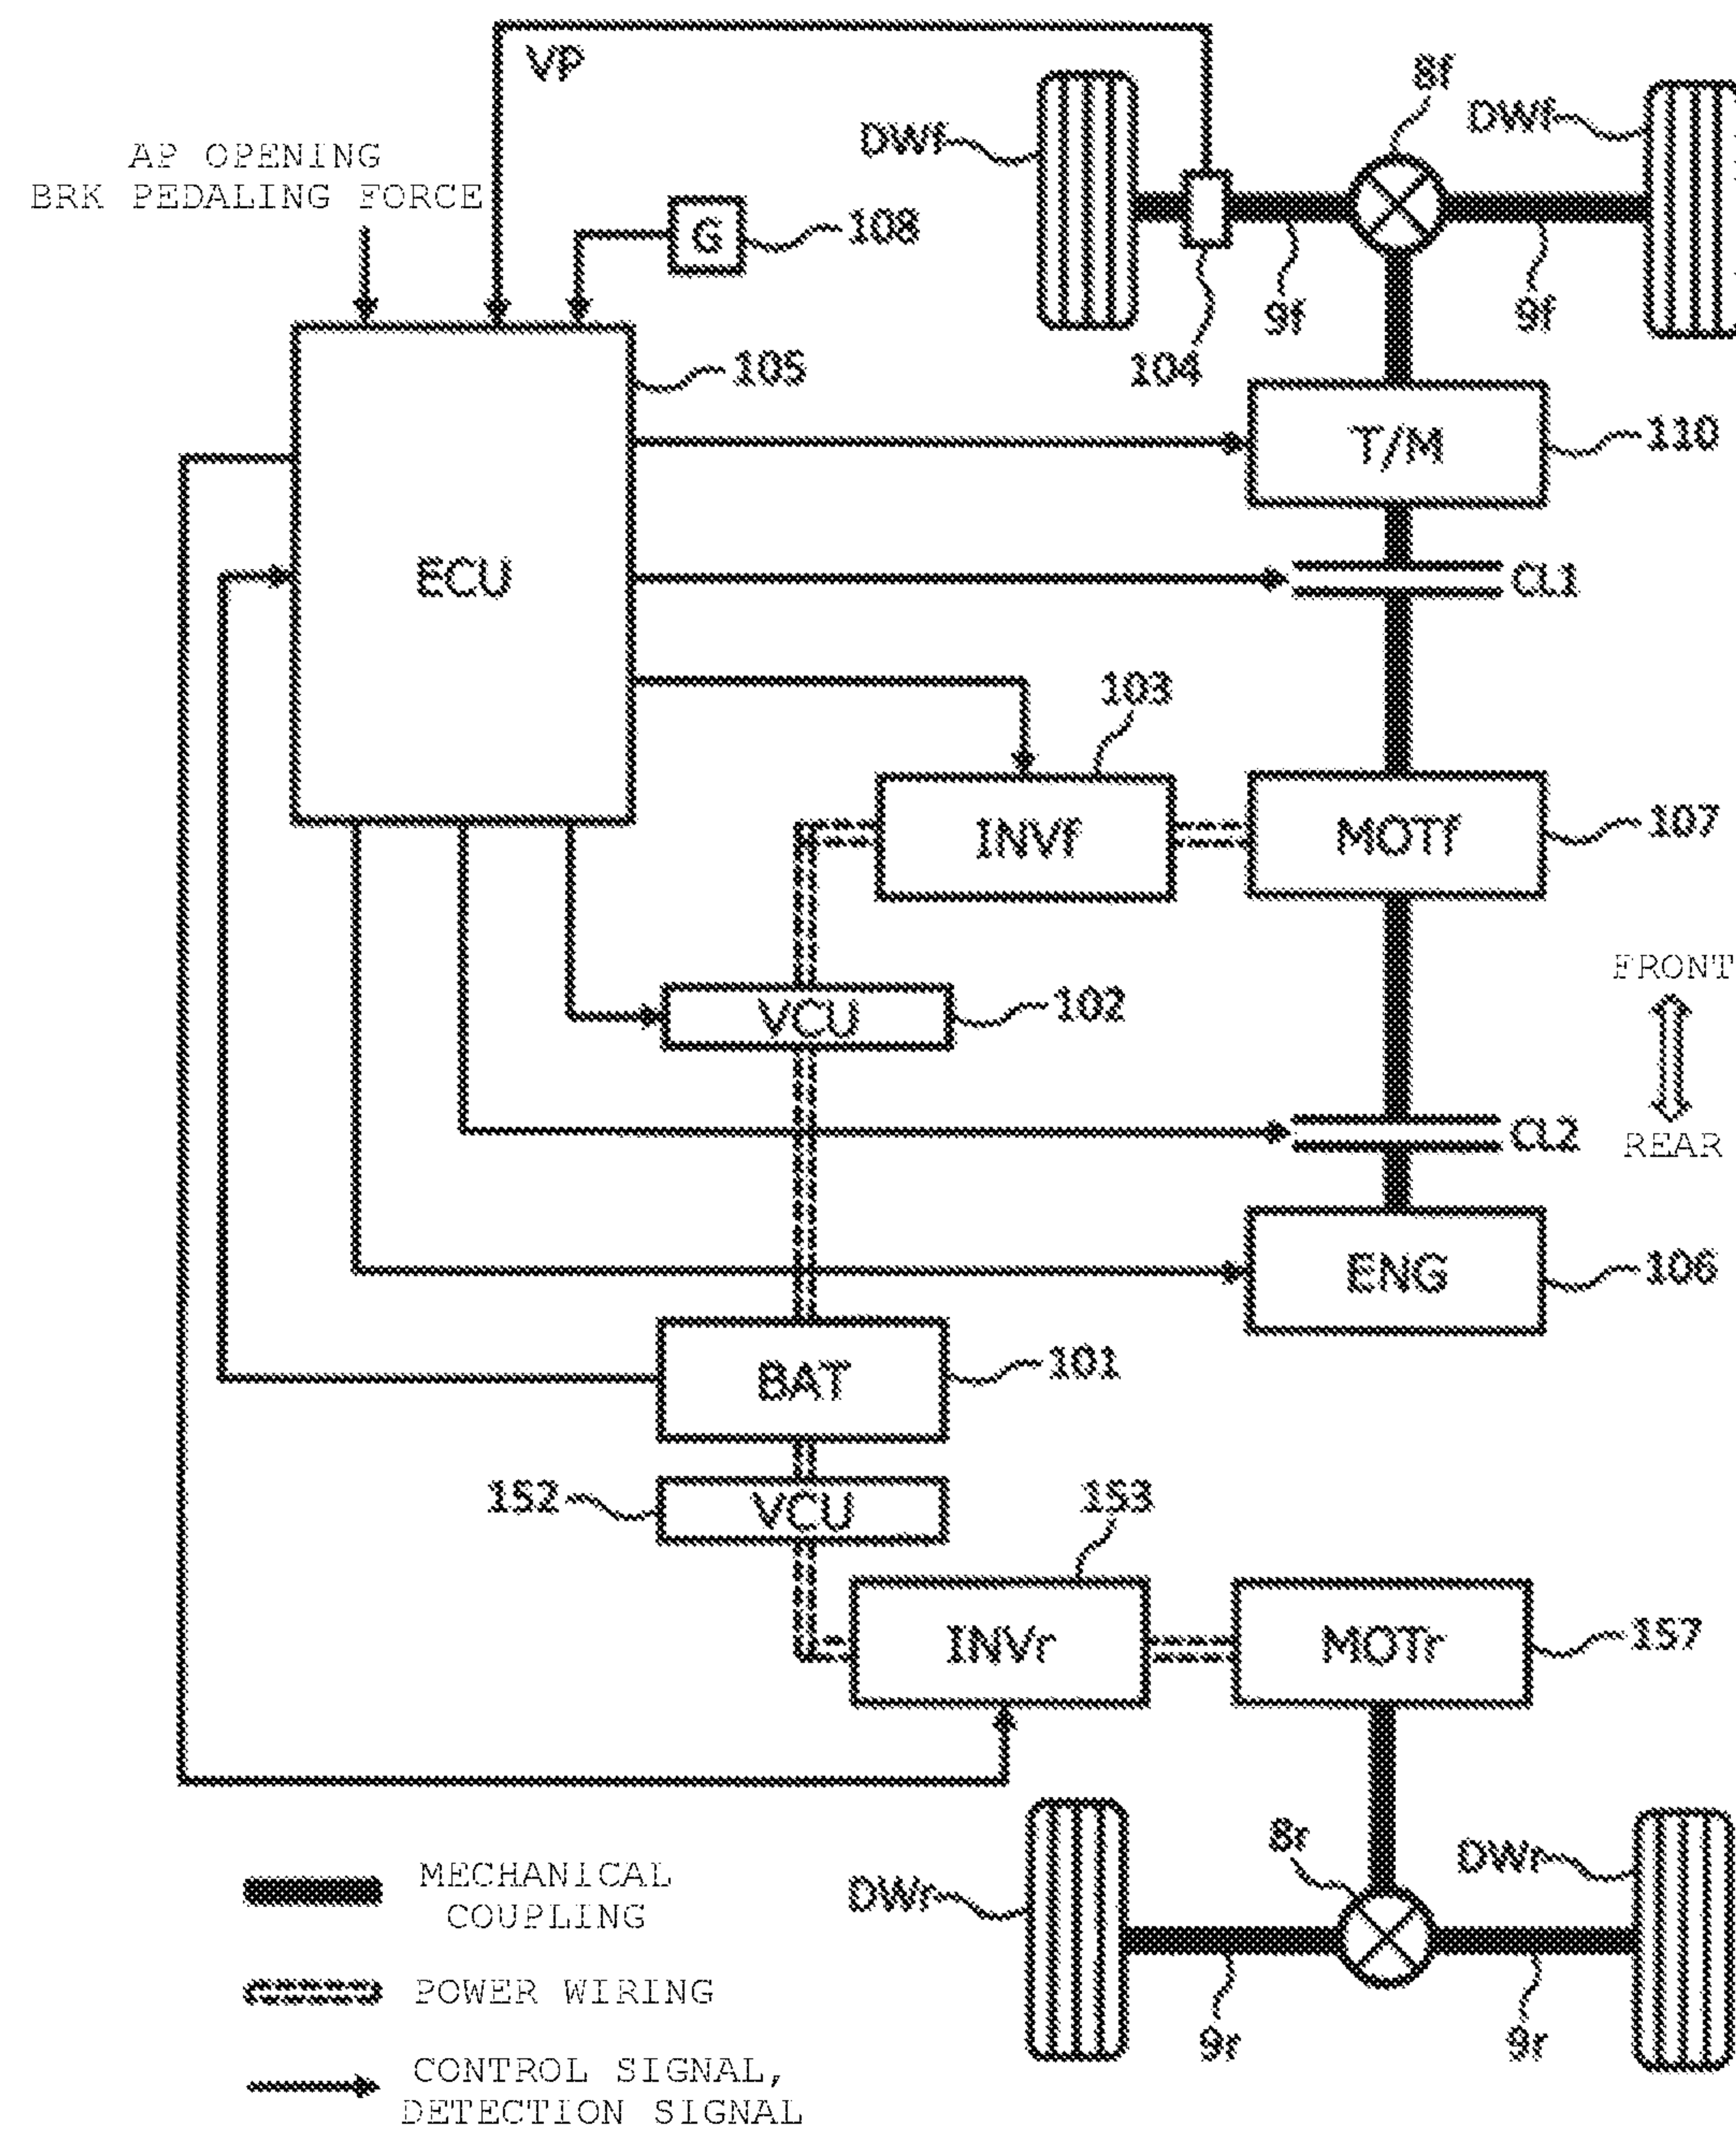 VP
8f
DWf
DWf
AP OPENING
BRK PEDALING FORCE
G
108
9f
9f
104
105
T/M
110
ECU
CL1
103
INVf
MOTf
107
FRONT
VCU
102
CL2
REAR
ENG
106
BAT
101
152
VCU
153
INVr
MOTr
157
8r
DWr
DWr
MECHANICAL
COUPLING
POWER WIRING
9r
9r
CONTROL SIGNAL,
DETECTION SIGNAL